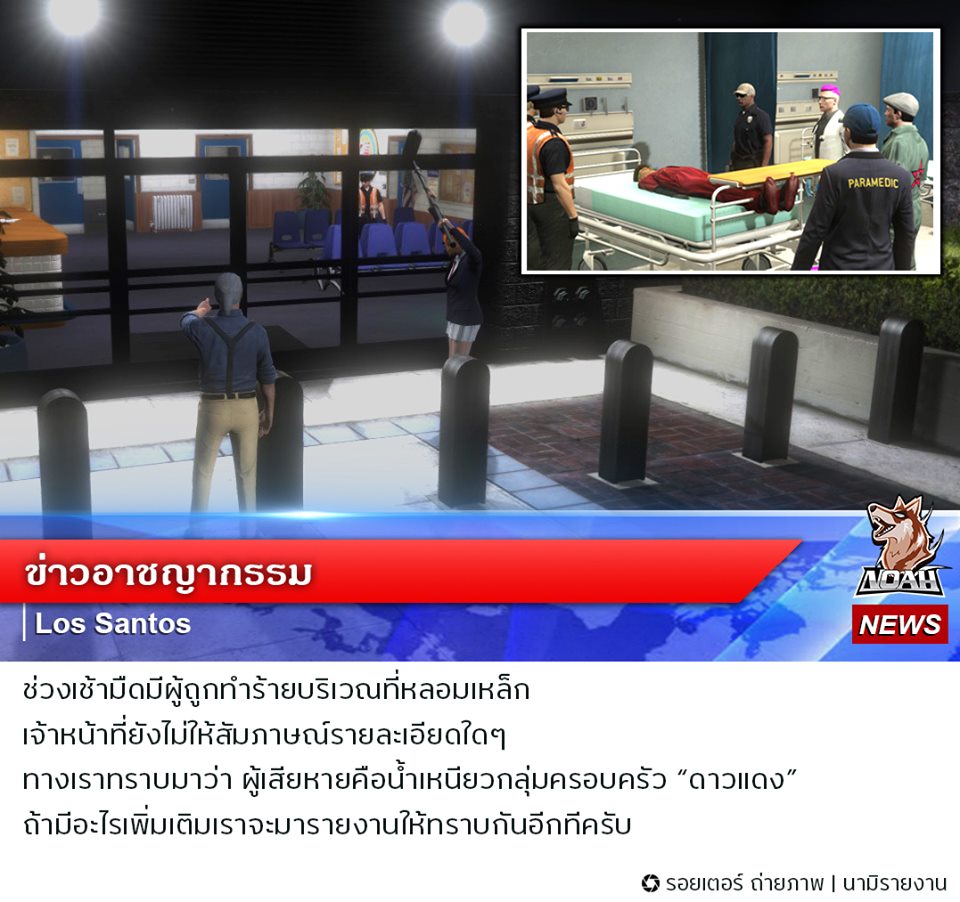 PARAMEDIC
ข่าวอาชญากรรม
Los Santos
NOAH
NEWS
ช่วงเช้ามืดมีผู้ถูกทำร้ายบริเวณที่หลอมเหล็ก
เจ้าหน้าที่ยังไม่ให้สัมภาษณ์รายละเอียดใดๆ
ทางเราทราบมาว่า ผู้เสียหายคือน้ำเหนียวกลุ่มครอบครัว “ดาวแดง”
ถ้ามีอะไรเพิ่มเติมเราจะมารายงานให้ทราบกันอีกทีครับ
รอยเตอร์ ถ่ายภาพ | นามิรายงาน